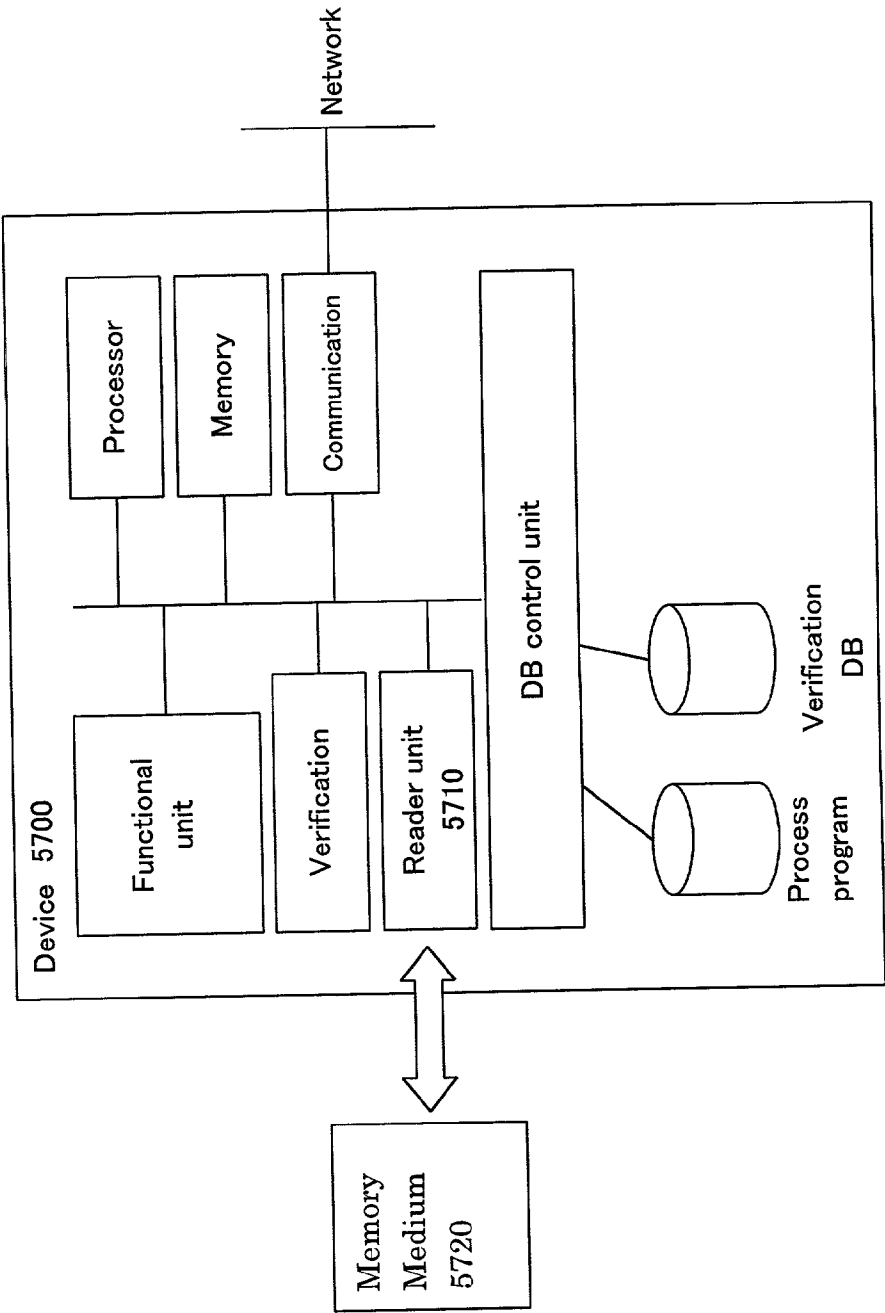 Device 5700
Functional
unit
Processor
Memory
Verification
Communication
Network
Reader unit
5710
DB control unit
Memory
Medium
5720
Process
program
Verification
DB